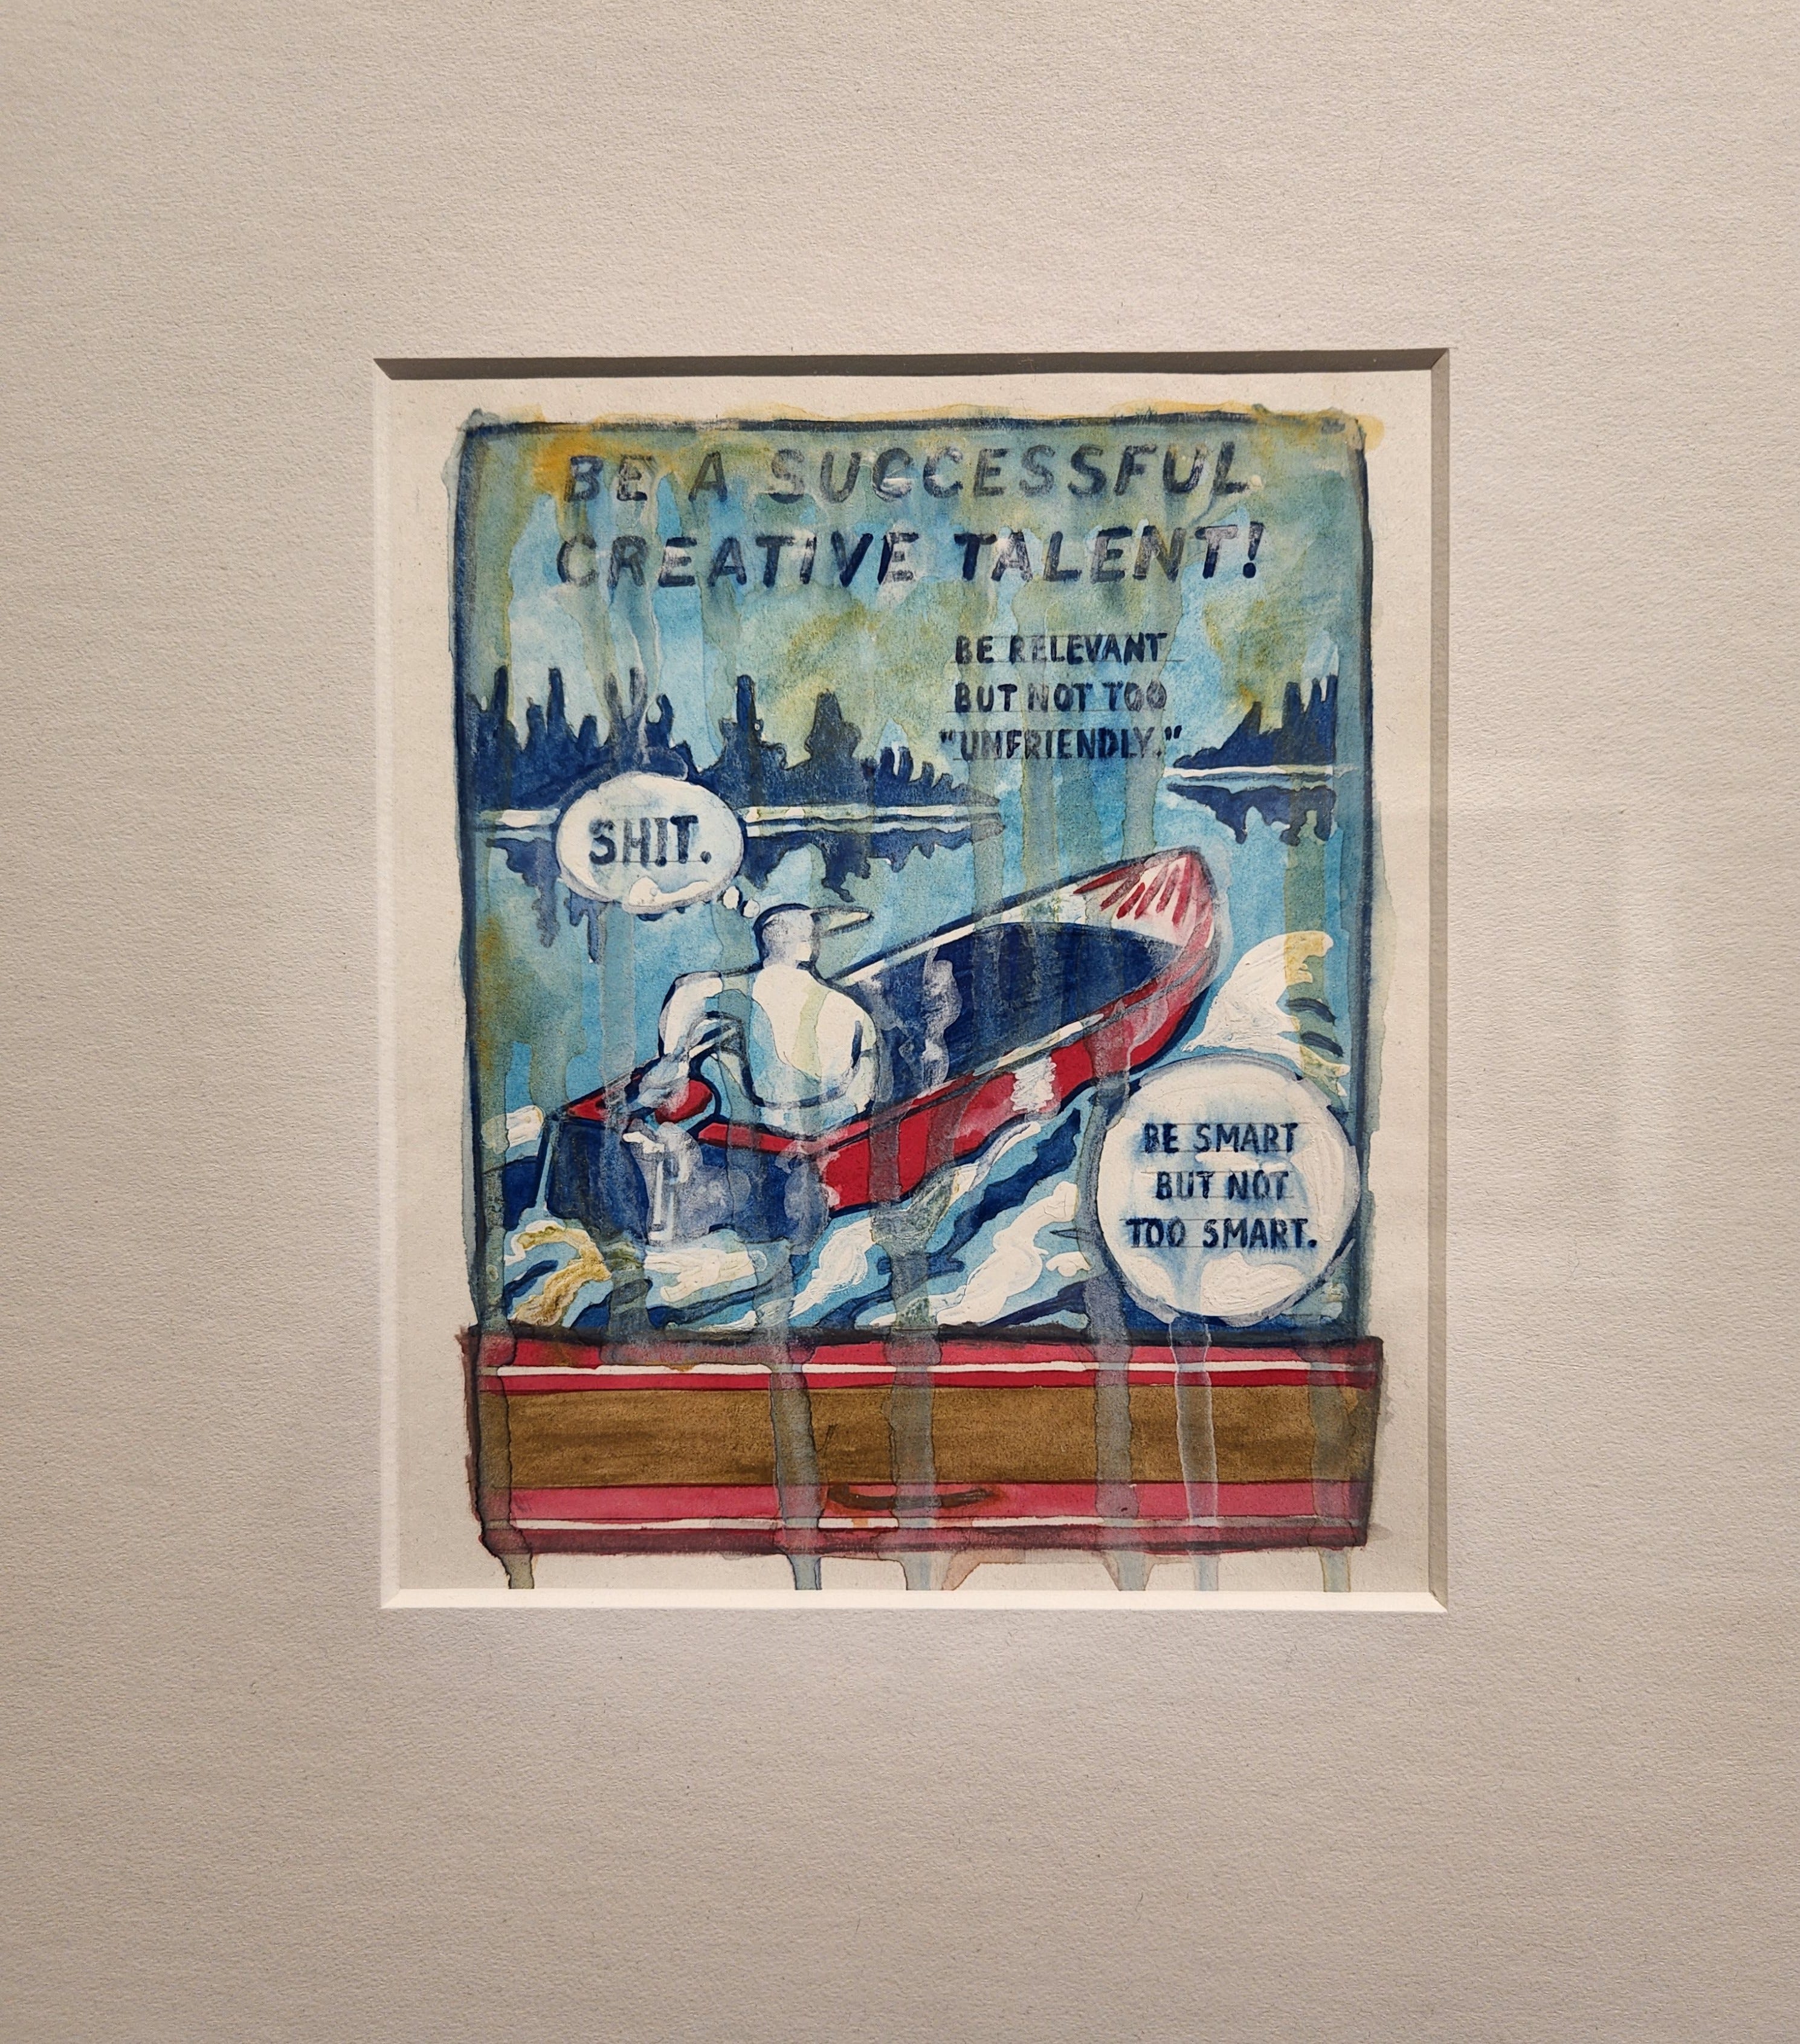 BE A SUCCESSFUL
CREATIVE TALENT!
BE RELEVANT
BUT NOT TOO
"UNFRIENDLY."
SHIT.
BE SMART
BUT NOT
TOO SMART.